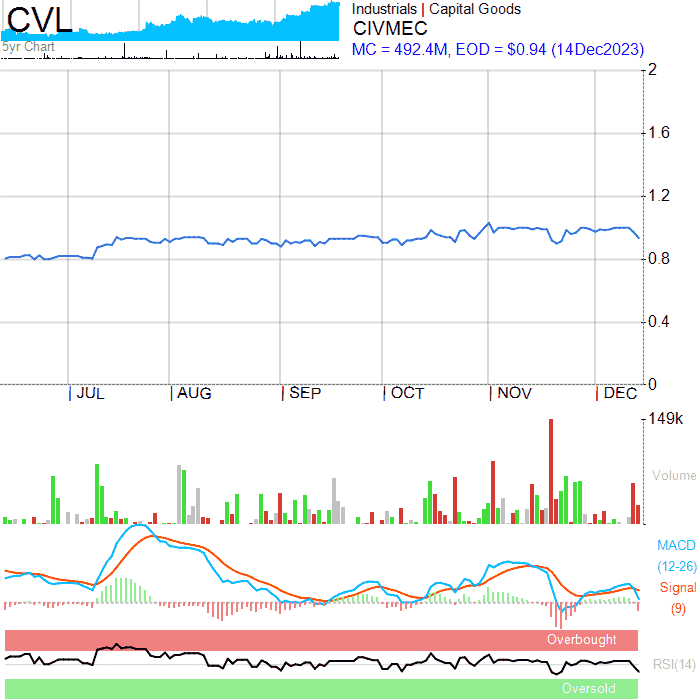 CVL
5yr Chart
Industrials | Capital Goods
CIVMEC
MC = 492.4M, EOD = $0.94 (14Dec2023)
2
1.6
1.2
0.8
0.4
0
JUL AUG SEP OCT NOV DEC
149k
Volume
MACD
(12-26)
Signal
(9)
Overbought
RSI(14)
Oversold